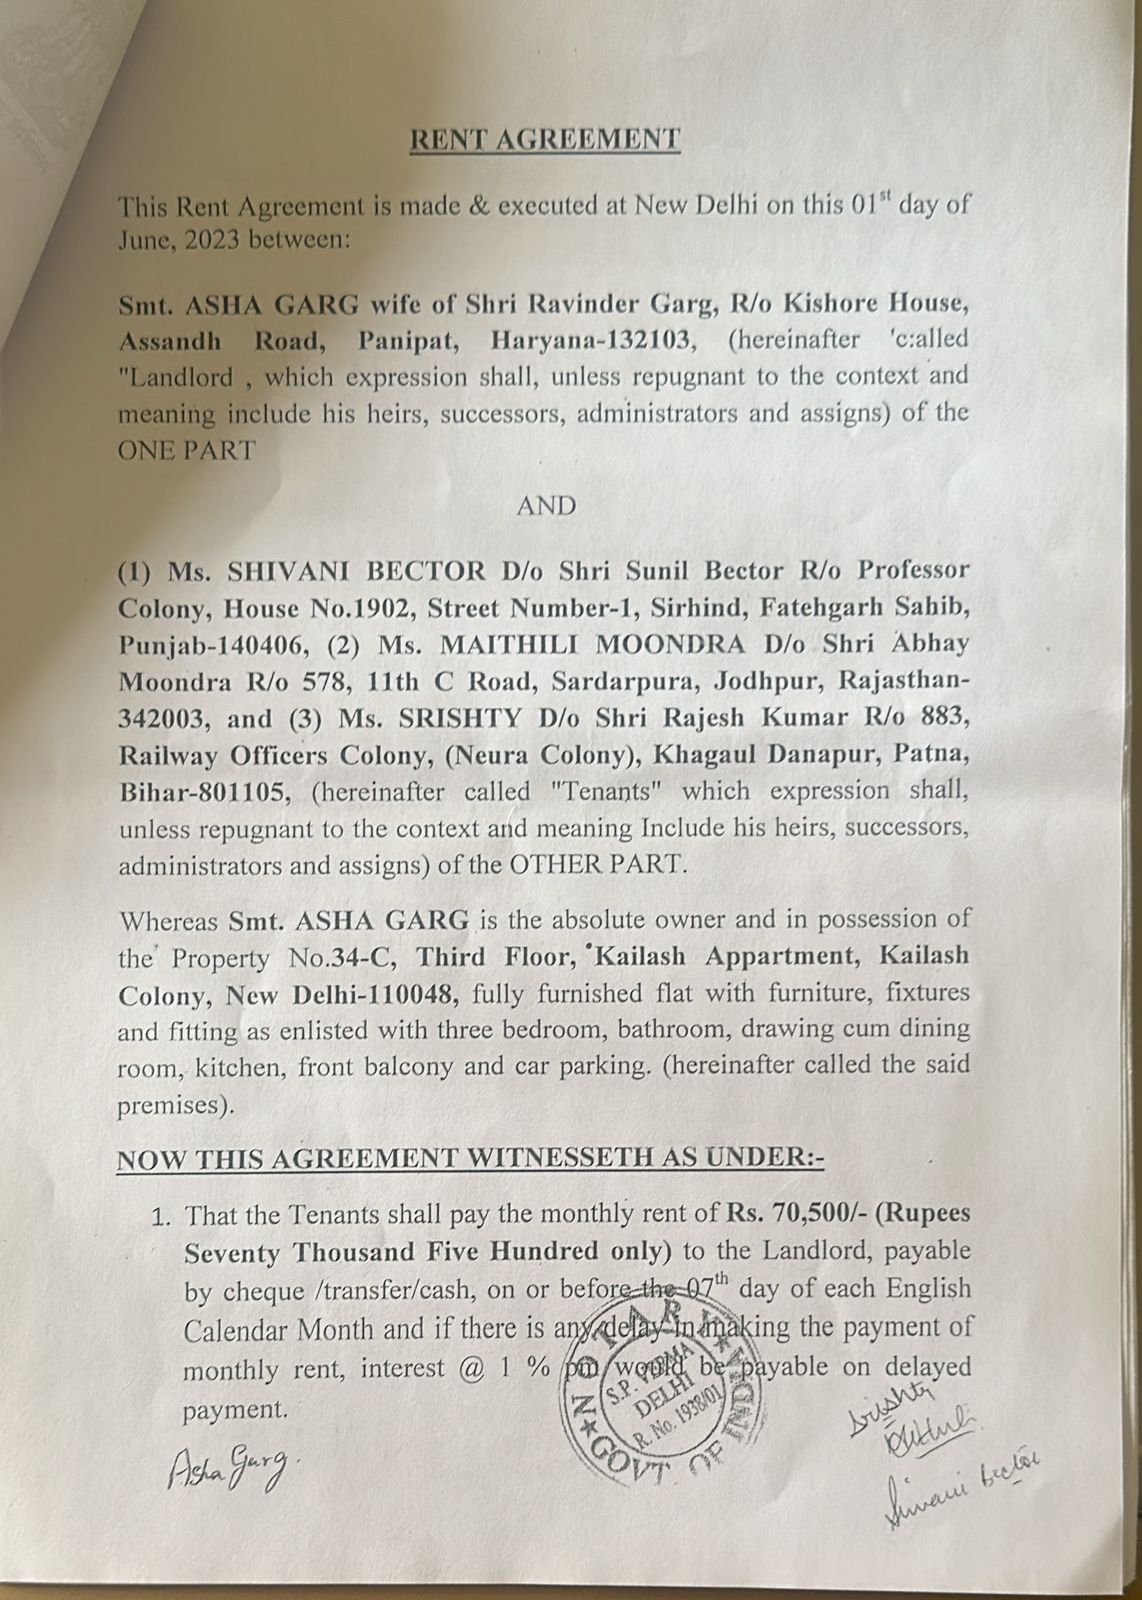 RENT AGREEMENT
This Rent Agreement is made & executed at New Delhi on this 01st day of
June, 2023 between:
Smt. ASHA GARG wife of Shri Ravinder Garg, R/o Kishore House,
Assandh Road, Panipat, Haryana-132103, (hereinafter 'c:alled
"Landlord , which expression shall, unless repugnant to the context and
meaning include his heirs, successors, administrators and assigns) of the
ONE PART
AND
(1) Ms. SHIVANI BECTOR D/o Shri Sunil Bector R/o Professor
Colony, House No.1902, Street Number-1, Sirhind, Fatehgarh Sahib,
Punjab-140406, (2) Ms. MAITHILI MOONDRA D/o Shri Abhay
Moondra R/o 578, 11th C Road, Sardarpura, Jodhpur, Rajasthan-
342003, and (3) Ms. SRISHTY D/o Shri Rajesh Kumar R/o 883,
Railway Officers Colony, (Neura Colony), Khagaul Danapur, Patna,
Bihar-801105, (hereinafter called "Tenants" which expression shall,
unless repugnant to the context and meaning Include his heirs, successors,
administrators and assigns) of the OTHER PART.
Whereas Smt. ASHA GARG is the absolute owner and in possession of
the Property No.34-C, Third Floor, Kailash Appartment, Kailash
Colony, New Delhi-110048, fully furnished flat with furniture, fixtures
and fitting as enlisted with three bedroom, bathroom, drawing cum dining
room, kitchen, front balcony and car parking. (hereinafter called the said
premises).
NOW THIS AGREEMENT WITNESSETH AS UNDER:-
1. That the Tenants shall pay the monthly rent of Rs. 70,500/- (Rupees
Seventy Thousand Five Hundred only) to the Landlord, payable
by cheque /transfer/cash, on or before the 07th day of each English
Calendar Month and if there is any delay in making the payment of
monthly rent, interest @ 1 % pm would be payable on delayed
payment.
NOTARY
S.P. VERMA
DELHI
R. No. 1938/01
GOVT. OF INDIA
Asha Garg.
Srishty
Shivani Bector